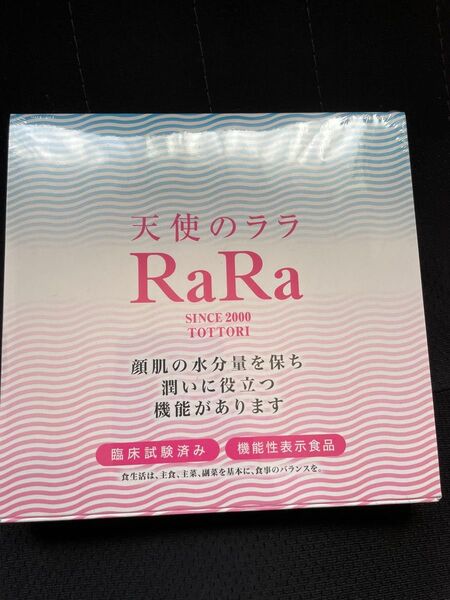 天使のララ
RaRa
SINCE 2000
TOTTORI
顔肌の水分量を保ち
潤いに役立つ
機能があります
臨床試験済み 機能性表示食品
食生活は、主食、主菜、副菜を基本に、食事のバランスを。